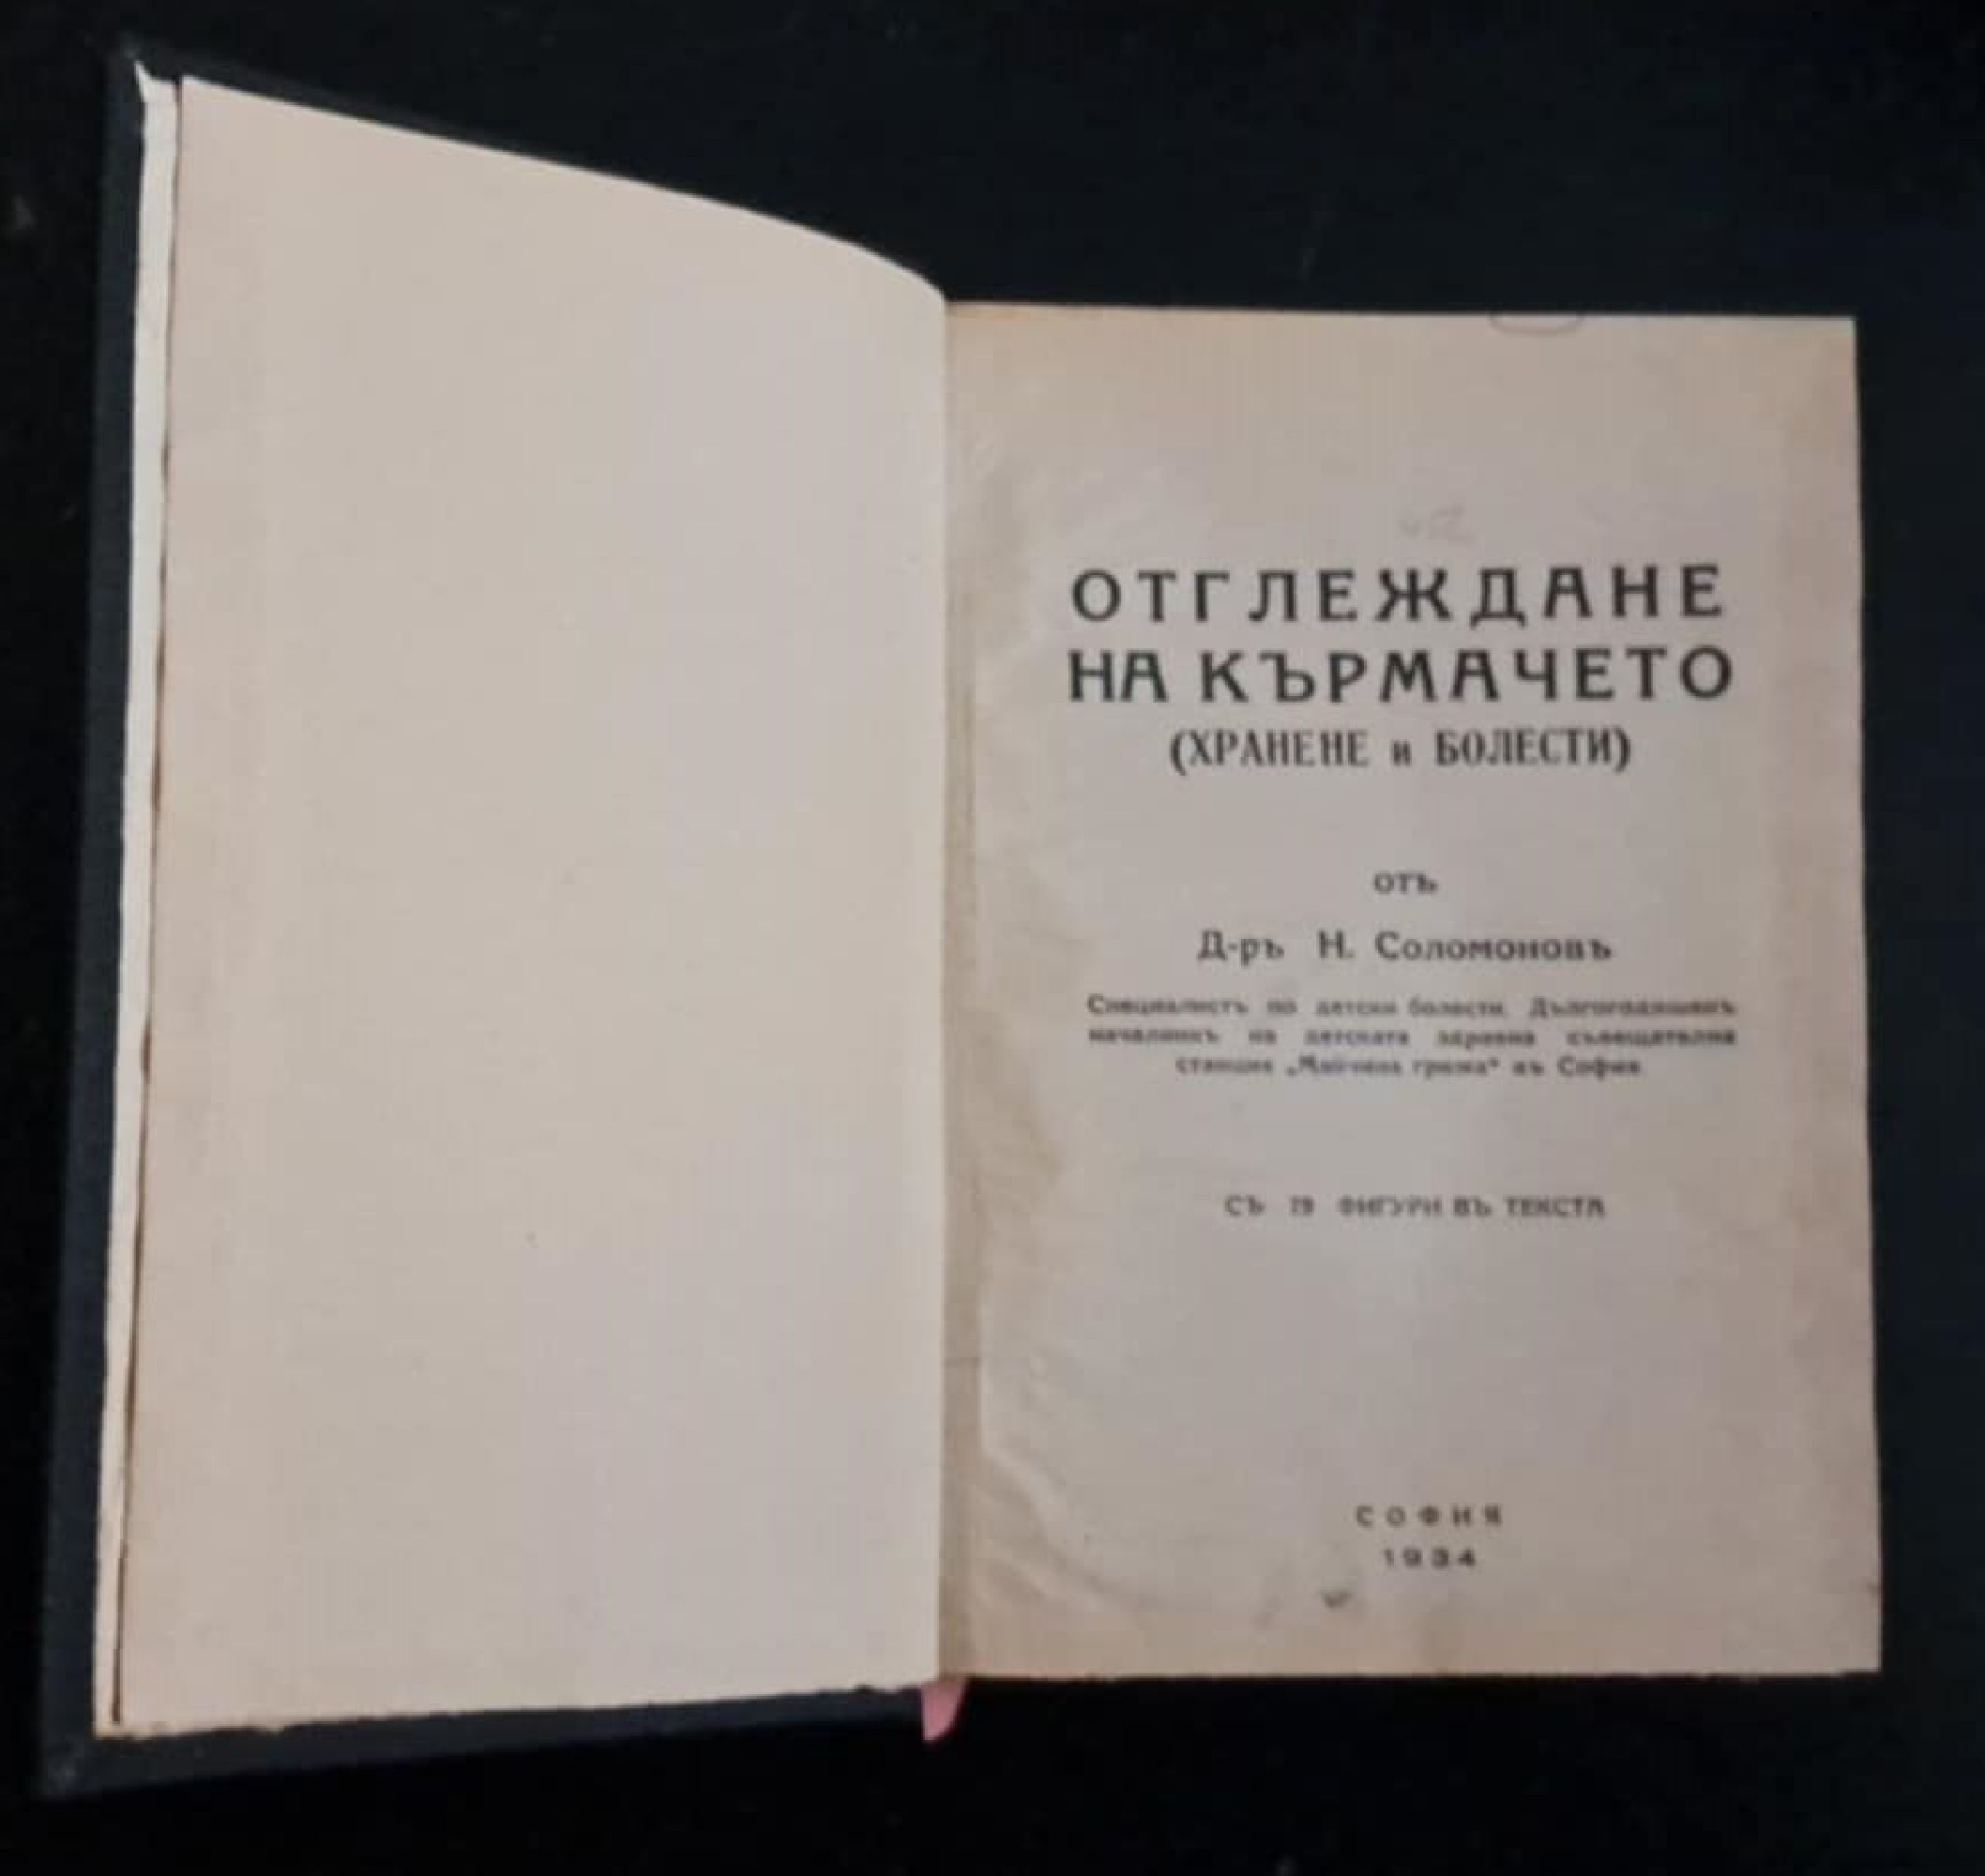 ОТГЛЕЖДАНЕ
НА КЪРМАЧЕТО
(ХРАНЕНЕ и БОЛЕСТИ)
отъ
Д-ръ Н. Соломоновъ
Специалистъ по детски болести. Дългогодишенъ
началникъ на детската здравна съвещателна
станция „Майчина грижа“ въ София
СЪ 79 ФИГУРИ ВЪ ТЕКСТА
СОФИЯ
1934